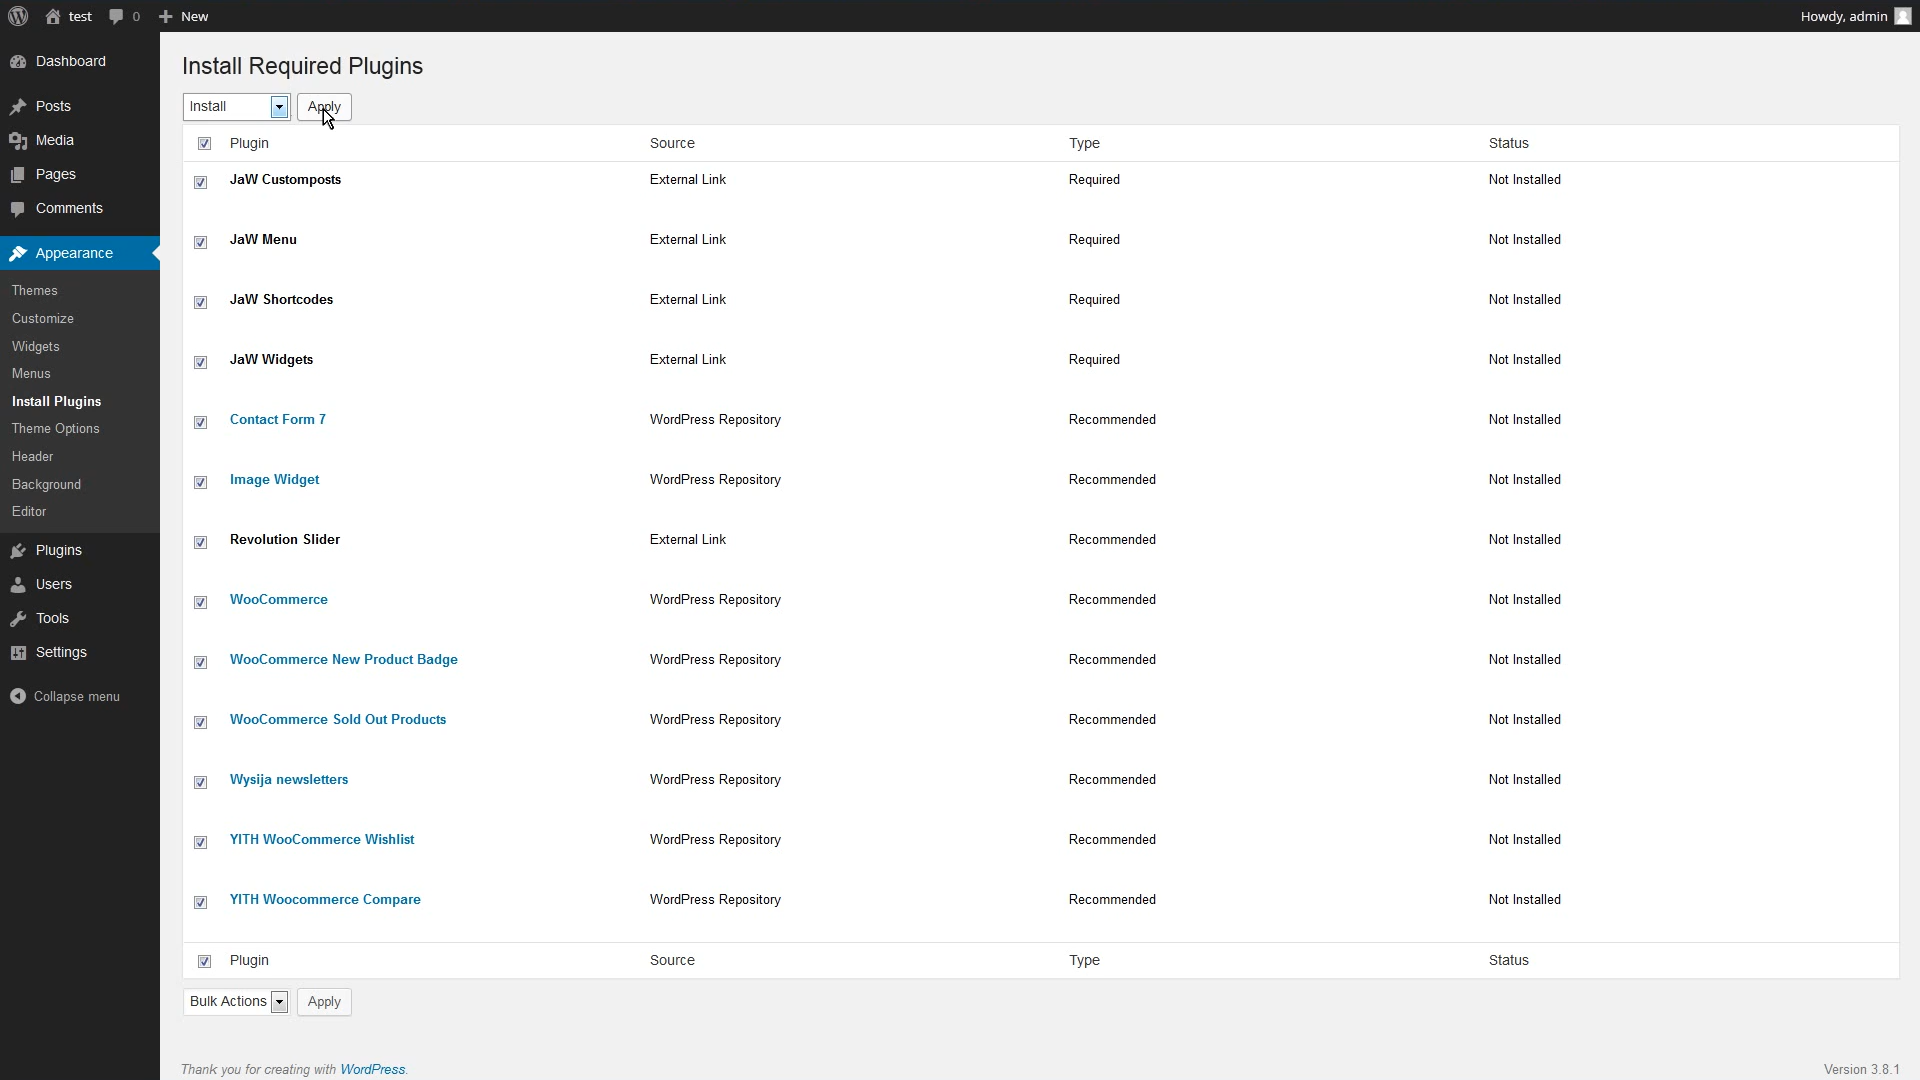 test 0 New Howdy, admin
Dashboard
Posts
Media
Pages
Comments
Appearance
Themes
Customize
Widgets
Menus
Install Plugins
Theme Options
Header
Background
Editor
Plugins
Users
Tools
Settings
Collapse menu
Install Required Plugins
Install Apply
Plugin Source Type Status
JaW Customposts External Link Required Not Installed
JaW Menu External Link Required Not Installed
JaW Shortcodes External Link Required Not Installed
JaW Widgets External Link Required Not Installed
Contact Form 7 WordPress Repository Recommended Not Installed
Image Widget WordPress Repository Recommended Not Installed
Revolution Slider External Link Recommended Not Installed
WooCommerce WordPress Repository Recommended Not Installed
WooCommerce New Product Badge WordPress Repository Recommended Not Installed
WooCommerce Sold Out Products WordPress Repository Recommended Not Installed
Wysija newsletters WordPress Repository Recommended Not Installed
YITH WooCommerce Wishlist WordPress Repository Recommended Not Installed
YITH Woocommerce Compare WordPress Repository Recommended Not Installed
Plugin Source Type Status
Bulk Actions Apply
Thank you for creating with WordPress. Version 3.8.1